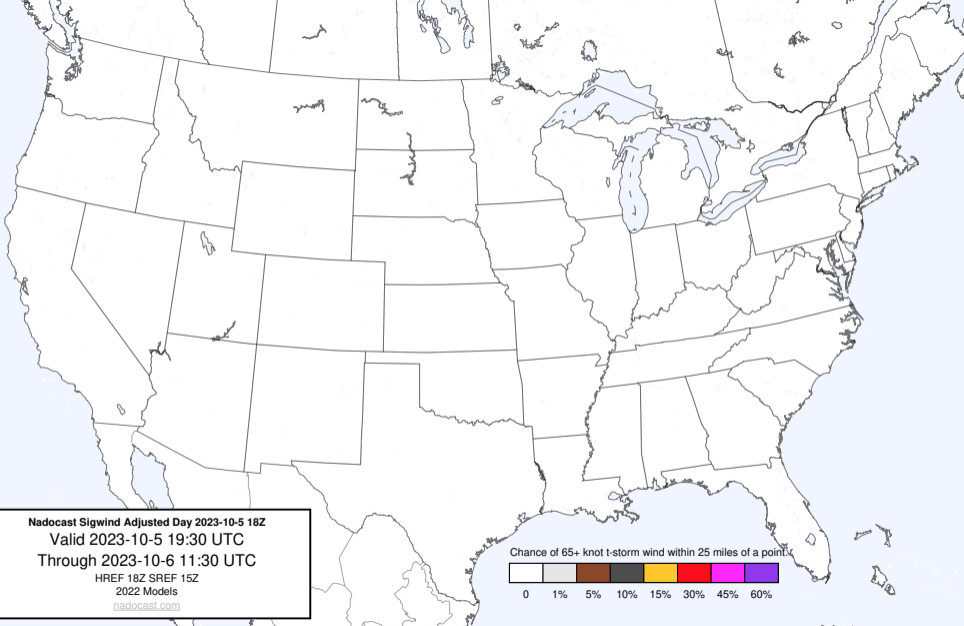 Nadocast Sigwind Adjusted Day 2023-10-5 18Z
Valid 2023-10-5 19:30 UTC
Through 2023-10-6 11:30 UTC
HREF 18Z SREF 15Z
2022 Models
nadocast.com
Chance of 65+ knot t-storm wind within 25 miles of a point.
0 1% 5% 10% 15% 30% 45% 60%